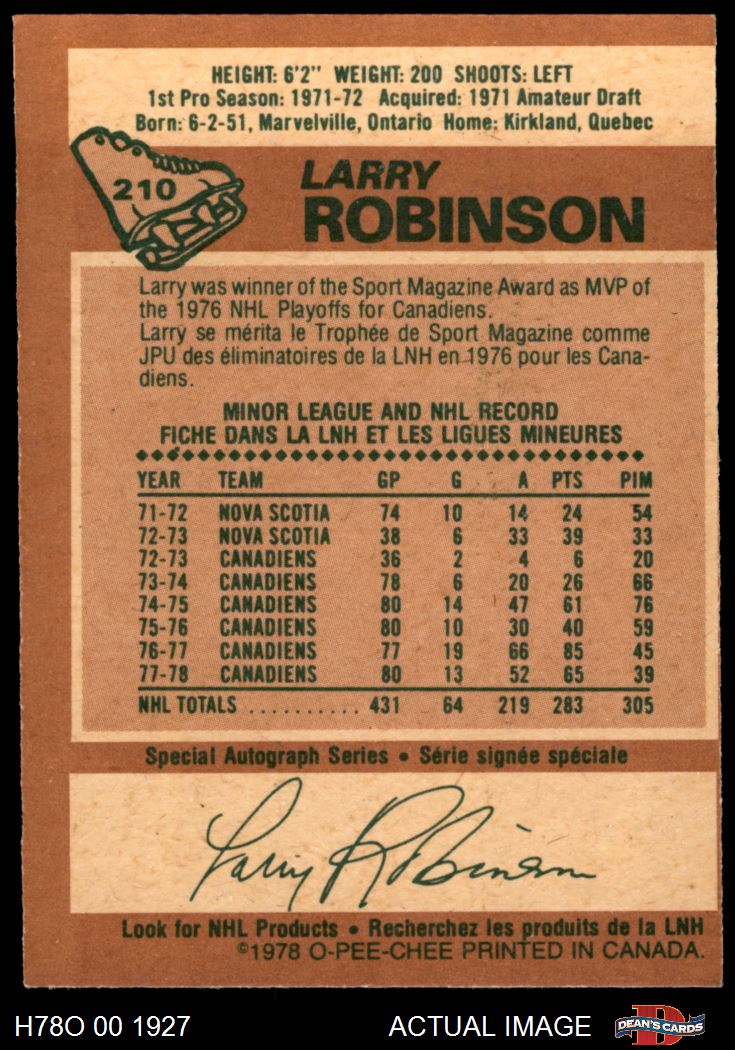 HEIGHT: 6'2" WEIGHT: 200 SHOOTS: LEFT
1st Pro Season: 1971-72 Acquired: 1971 Amateur Draft
Born: 6-2-51, Marvelville, Ontario Home: Kirkland, Quebec
210
LARRY
ROBINSON
Larry was winner of the Sport Magazine Award as MVP of
the 1976 NHL Playoffs for Canadiens.
Larry se mérita le Trophée de Sport Magazine comme
JPU des éliminatoires de la LNH en 1976 pour les Cana-
diens.
MINOR LEAGUE AND NHL RECORD
FICHE DANS LA LNH ET LES LIGUES MINEURES
YEAR TEAM GP G A PTS PIM
71-72 NOVA SCOTIA 74 10 14 24 54
72-73 NOVA SCOTIA 38 6 33 39 33
72-73 CANADIENS 36 2 4 6 20
73-74 CANADIENS 78 6 20 26 66
74-75 CANADIENS 80 14 47 61 76
75-76 CANADIENS 80 10 30 40 59
76-77 CANADIENS 77 19 66 85 45
77-78 CANADIENS 80 13 52 65 39
NHL TOTALS .......... 431 64 219 283 305
Special Autograph Series • Série signée spéciale
Larry Robinson
Look for NHL Products • Recherchez les produits de la LNH
©1978 O-PEE-CHEE PRINTED IN CANADA.
H78O 00 1927 ACTUAL IMAGE DEAN'S CARDS